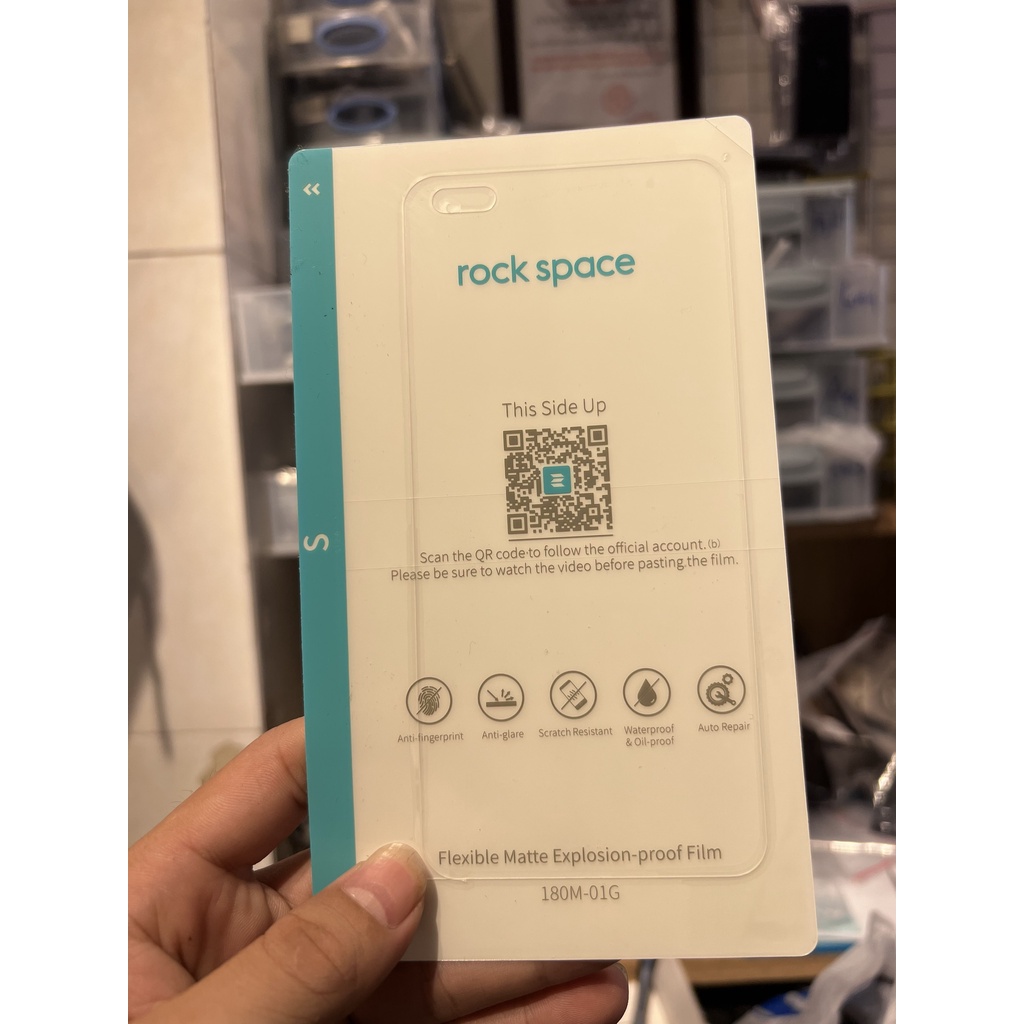 «
rock space
This Side Up
S
Scan the QR code to follow the official account.(b)
Please be sure to watch the video before pasting the film.
Anti-fingerprint
Anti-glare
Scratch Resistant
Waterproof
& Oil-proof
Auto Repair
Flexible Matte Explosion-proof Film
180M-01G